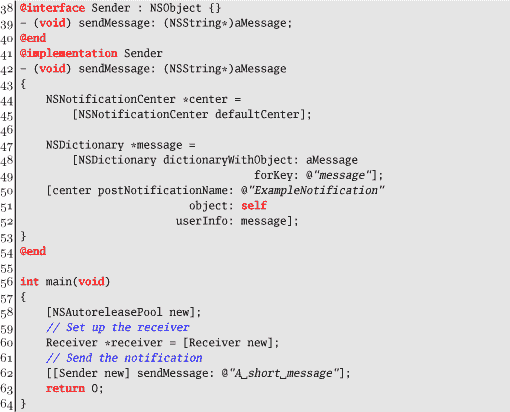 38 @interface Sender : NSObject {}
39 - (void) sendMessage: (NSString*)aMessage;
40 @end
41 @implementation Sender
42 - (void) sendMessage: (NSString*)aMessage
43 {
44     NSNotificationCenter *center =
45         [NSNotificationCenter defaultCenter];
46
47     NSDictionary *message =
48         [NSDictionary dictionaryWithObject: aMessage
49                                     forKey: @"message"];
50     [center postNotificationName: @"ExampleNotification"
51                           object: self
52                         userInfo: message];
53 }
54 @end
55
56 int main(void)
57 {
58     [NSAutoreleasePool new];
59     // Set up the receiver
60     Receiver *receiver = [Receiver new];
61     // Send the notification
62     [[Sender new] sendMessage: @"A␣short␣message"];
63     return 0;
64 }